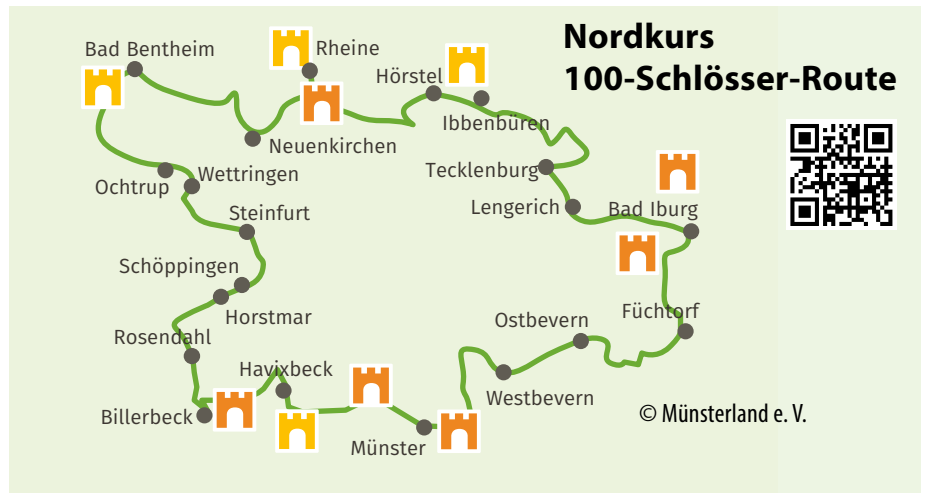 Nordkurs
100-Schlösser-Route
Bad Bentheim
Rheine
Hörstel
Ibbenbüren
Neuenkirchen
Tecklenburg
Ochtrup
Wettringen
Lengerich
Bad Iburg
Steinfurt
Schöppingen
Horstmar
Füchtorf
Ostbevern
Rosendahl
Havixbeck
Westbevern
Billerbeck
Münster
© Münsterland e. V.